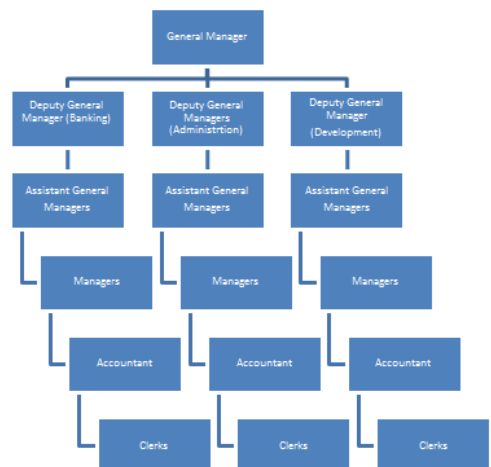 General Manager
Deputy General
Manager (Banking)
Deputy General
Managers
(Administrtion)
Deputy General
Manager
(Development)
Assistant General
Managers
Assistant General
Managers
Assistant General
Managers
Managers
Managers
Managers
Accountant
Accountant
Accountant
Clerks
Clerks
Clerks